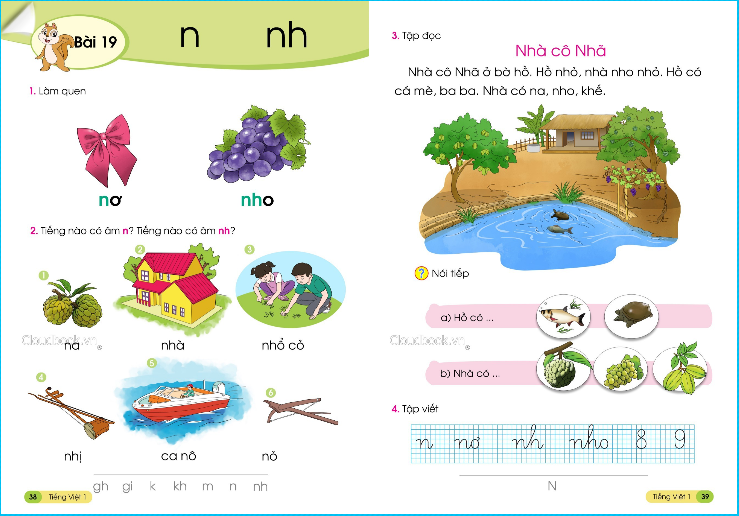 Bài 19
n nh
1. Làm quen
nơ nho
2. Tiếng nào có âm n? Tiếng nào có âm nh?
1 2 3
na nhà nhổ cỏ
4 5 6
nhị ca nô nỏ
gh gi k kh m n nh
38 Tiếng Việt 1
3. Tập đọc
Nhà cô Nhã
Nhà cô Nhã ở bờ hồ. Hồ nhỏ, nhà nho nhỏ. Hồ có
cá mè, ba ba. Nhà có na, nho, khế.
? Nói tiếp
a) Hồ có ...
Cloudbook.vn
Cloudbook.vn
b) Nhà có ...
4. Tập viết
n nơ nh nho 8 9
N
Tiếng Việt 1 39